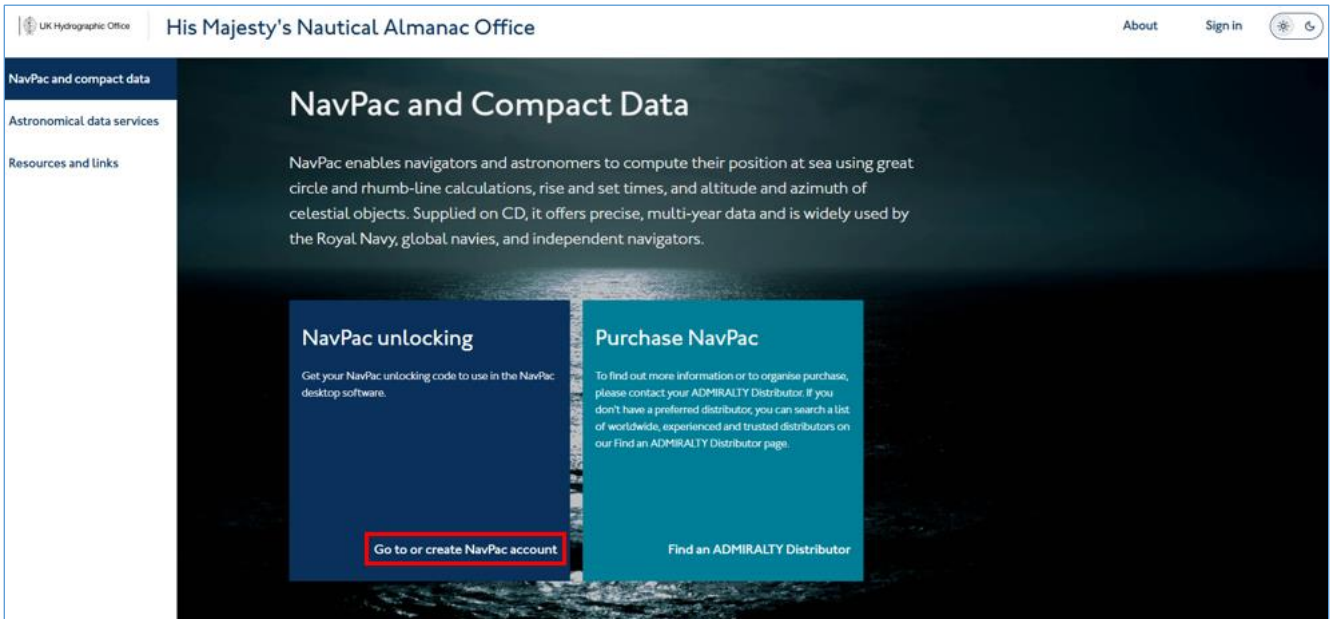 UK Hydrographic Office
His Majesty's Nautical Almanac Office
About
Sign in
NavPac and compact data
Astronomical data services
Resources and links
NavPac and Compact Data
NavPac enables navigators and astronomers to compute their position at sea using great
circle and rhumb-line calculations, rise and set times, and altitude and azimuth of
celestial objects. Supplied on CD, it offers precise, multi-year data and is widely used by
the Royal Navy, global navies, and independent navigators.
NavPac unlocking
Get your NavPac unlocking code to use in the NavPac
desktop software.
Go to or create NavPac account
Purchase NavPac
To find out more information or to organise purchase,
please contact your ADMIRALTY Distributor. If you
don't have a preferred distributor, you can search a list
of worldwide, experienced and trusted distributors on
our Find an ADMIRALTY Distributor page.
Find an ADMIRALTY Distributor